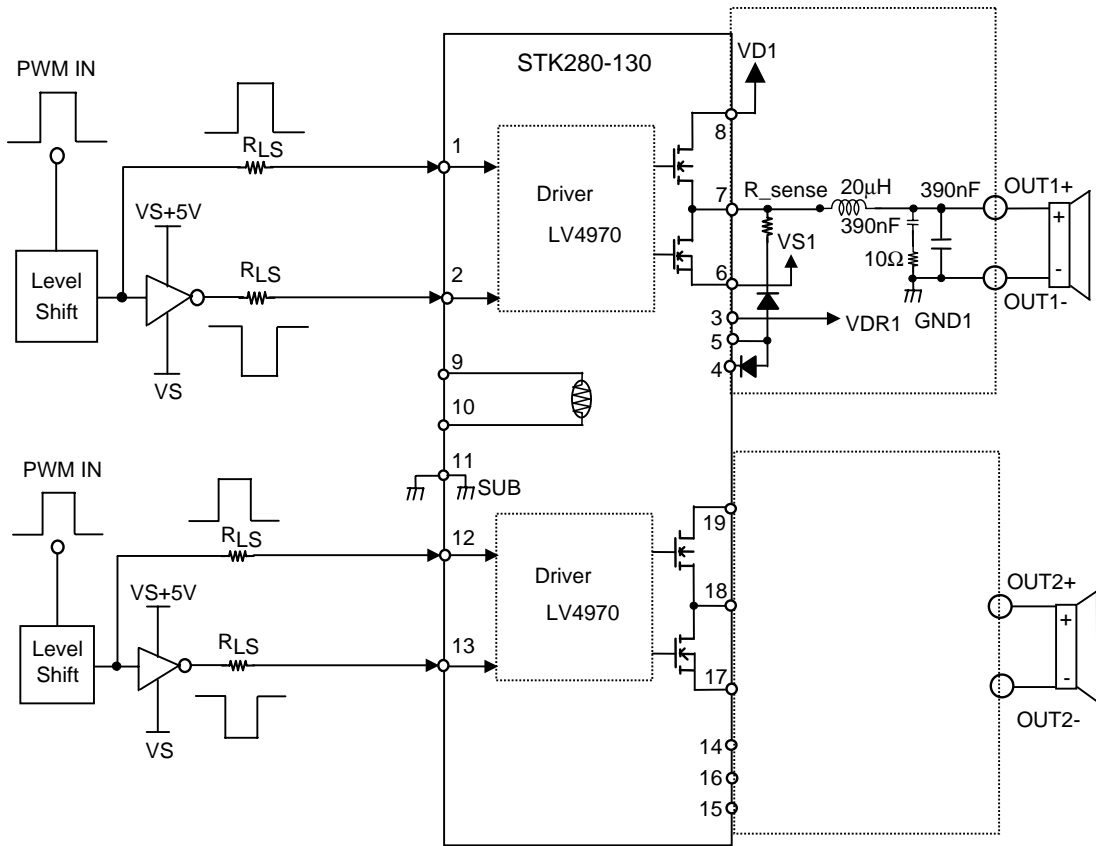 STK280-130
VD1
PWM IN
RLS
1
8
Driver
LV4970
7
R_sense
20μH
390nF
OUT1+
VS+5V
VS1
390nF
+
10Ω
-
Level
Shift
RLS
2
6
OUT1-
3
VDR1
GND1
5
VS
9
4
10
11
SUB
PWM IN
RLS
12
19
Driver
LV4970
18
OUT2+
VS+5V
+
Level
Shift
RLS
13
17
-
OUT2-
VS
14
16
15